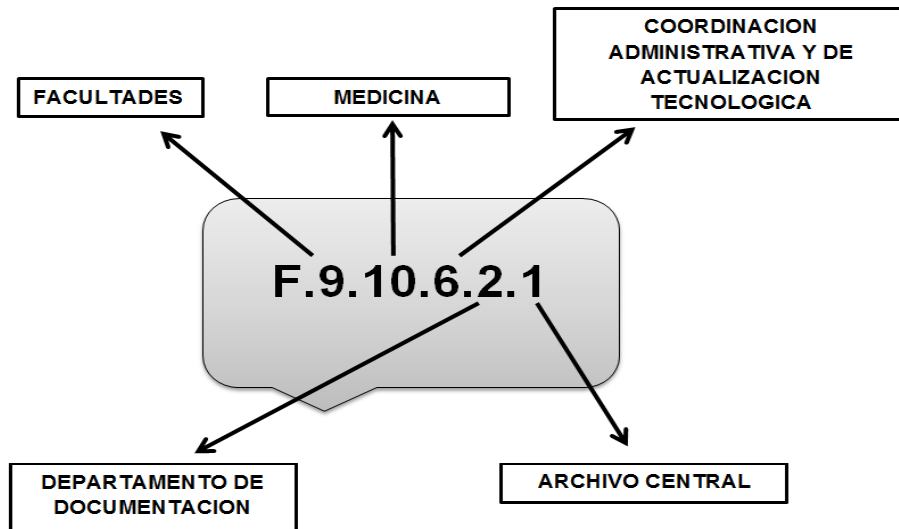 COORDINACION
ADMINISTRATIVA Y DE
ACTUALIZACION
TECNOLOGICA
FACULTADES
MEDICINA
F.9.10.6.2.1
DEPARTAMENTO DE
DOCUMENTACION
ARCHIVO CENTRAL